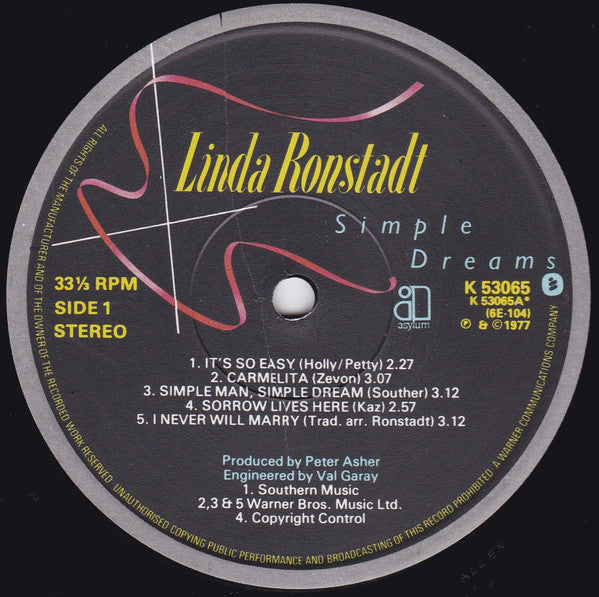 Linda Ronstadt
Simple
Dreams
33⅓ RPM
SIDE 1
STEREO
asylum
K 53065
K 53065A*
(6E-104)
℗ & © 1977
1. IT'S SO EASY (Holly/Petty) 2.27
2. CARMELITA (Zevon) 3.07
3. SIMPLE MAN, SIMPLE DREAM (Souther) 3.12
4. SORROW LIVES HERE (Kaz) 2.57
5. I NEVER WILL MARRY (Trad. arr. Ronstadt) 3.12
Produced by Peter Asher
Engineered by Val Garay
1. Southern Music
2,3 & 5 Warner Bros. Music Ltd.
4. Copyright Control
ALL RIGHTS OF THE MANUFACTURER AND OF THE OWNER OF THE RECORDED WORK RESERVED. UNAUTHORISED COPYING PUBLIC PERFORMANCE AND BROADCASTING OF THIS RECORD PROHIBITED A WARNER COMMUNICATIONS COMPANY
ALLEN